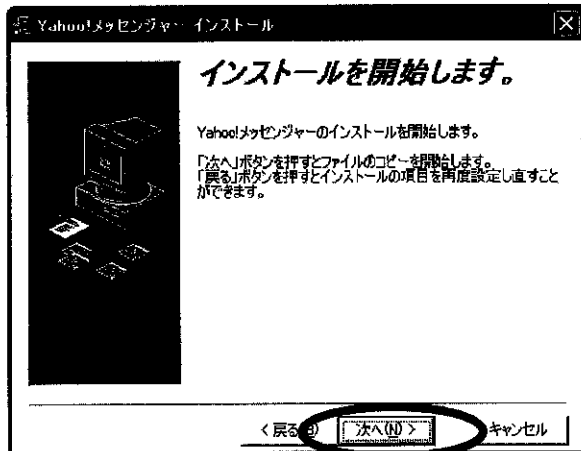 Yahoo!メッセンジャー インストール
インストールを開始します。
Yahoo!メッセンジャーのインストールを開始します。
「次へ」ボタンを押すとファイルのコピーを開始します。
「戻る」ボタンを押すとインストールの項目を再度設定し直すこと
ができます。
< 戻る(B) 次へ(N) > キャンセル